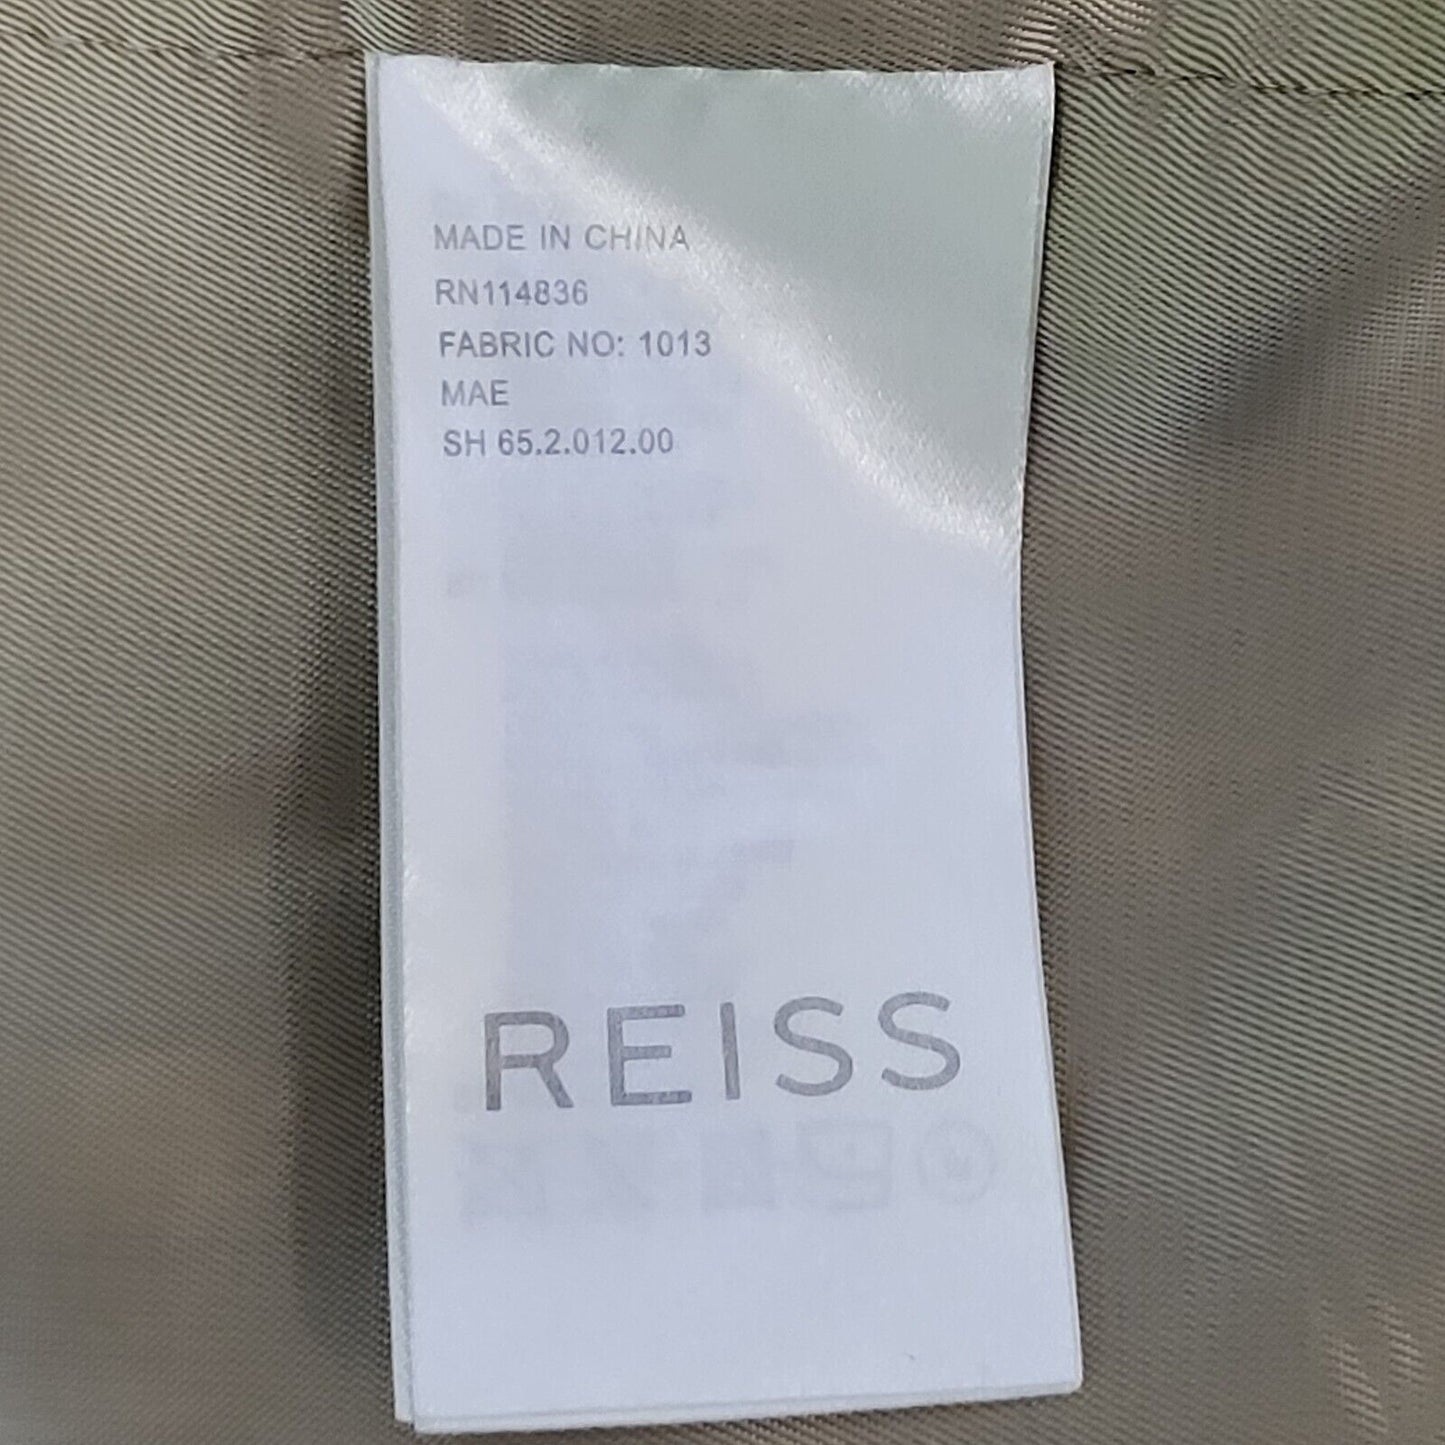 MADE IN CHINA
RN114836
FABRIC NO: 1013
MAE
SH 65.2.012.00
REISS